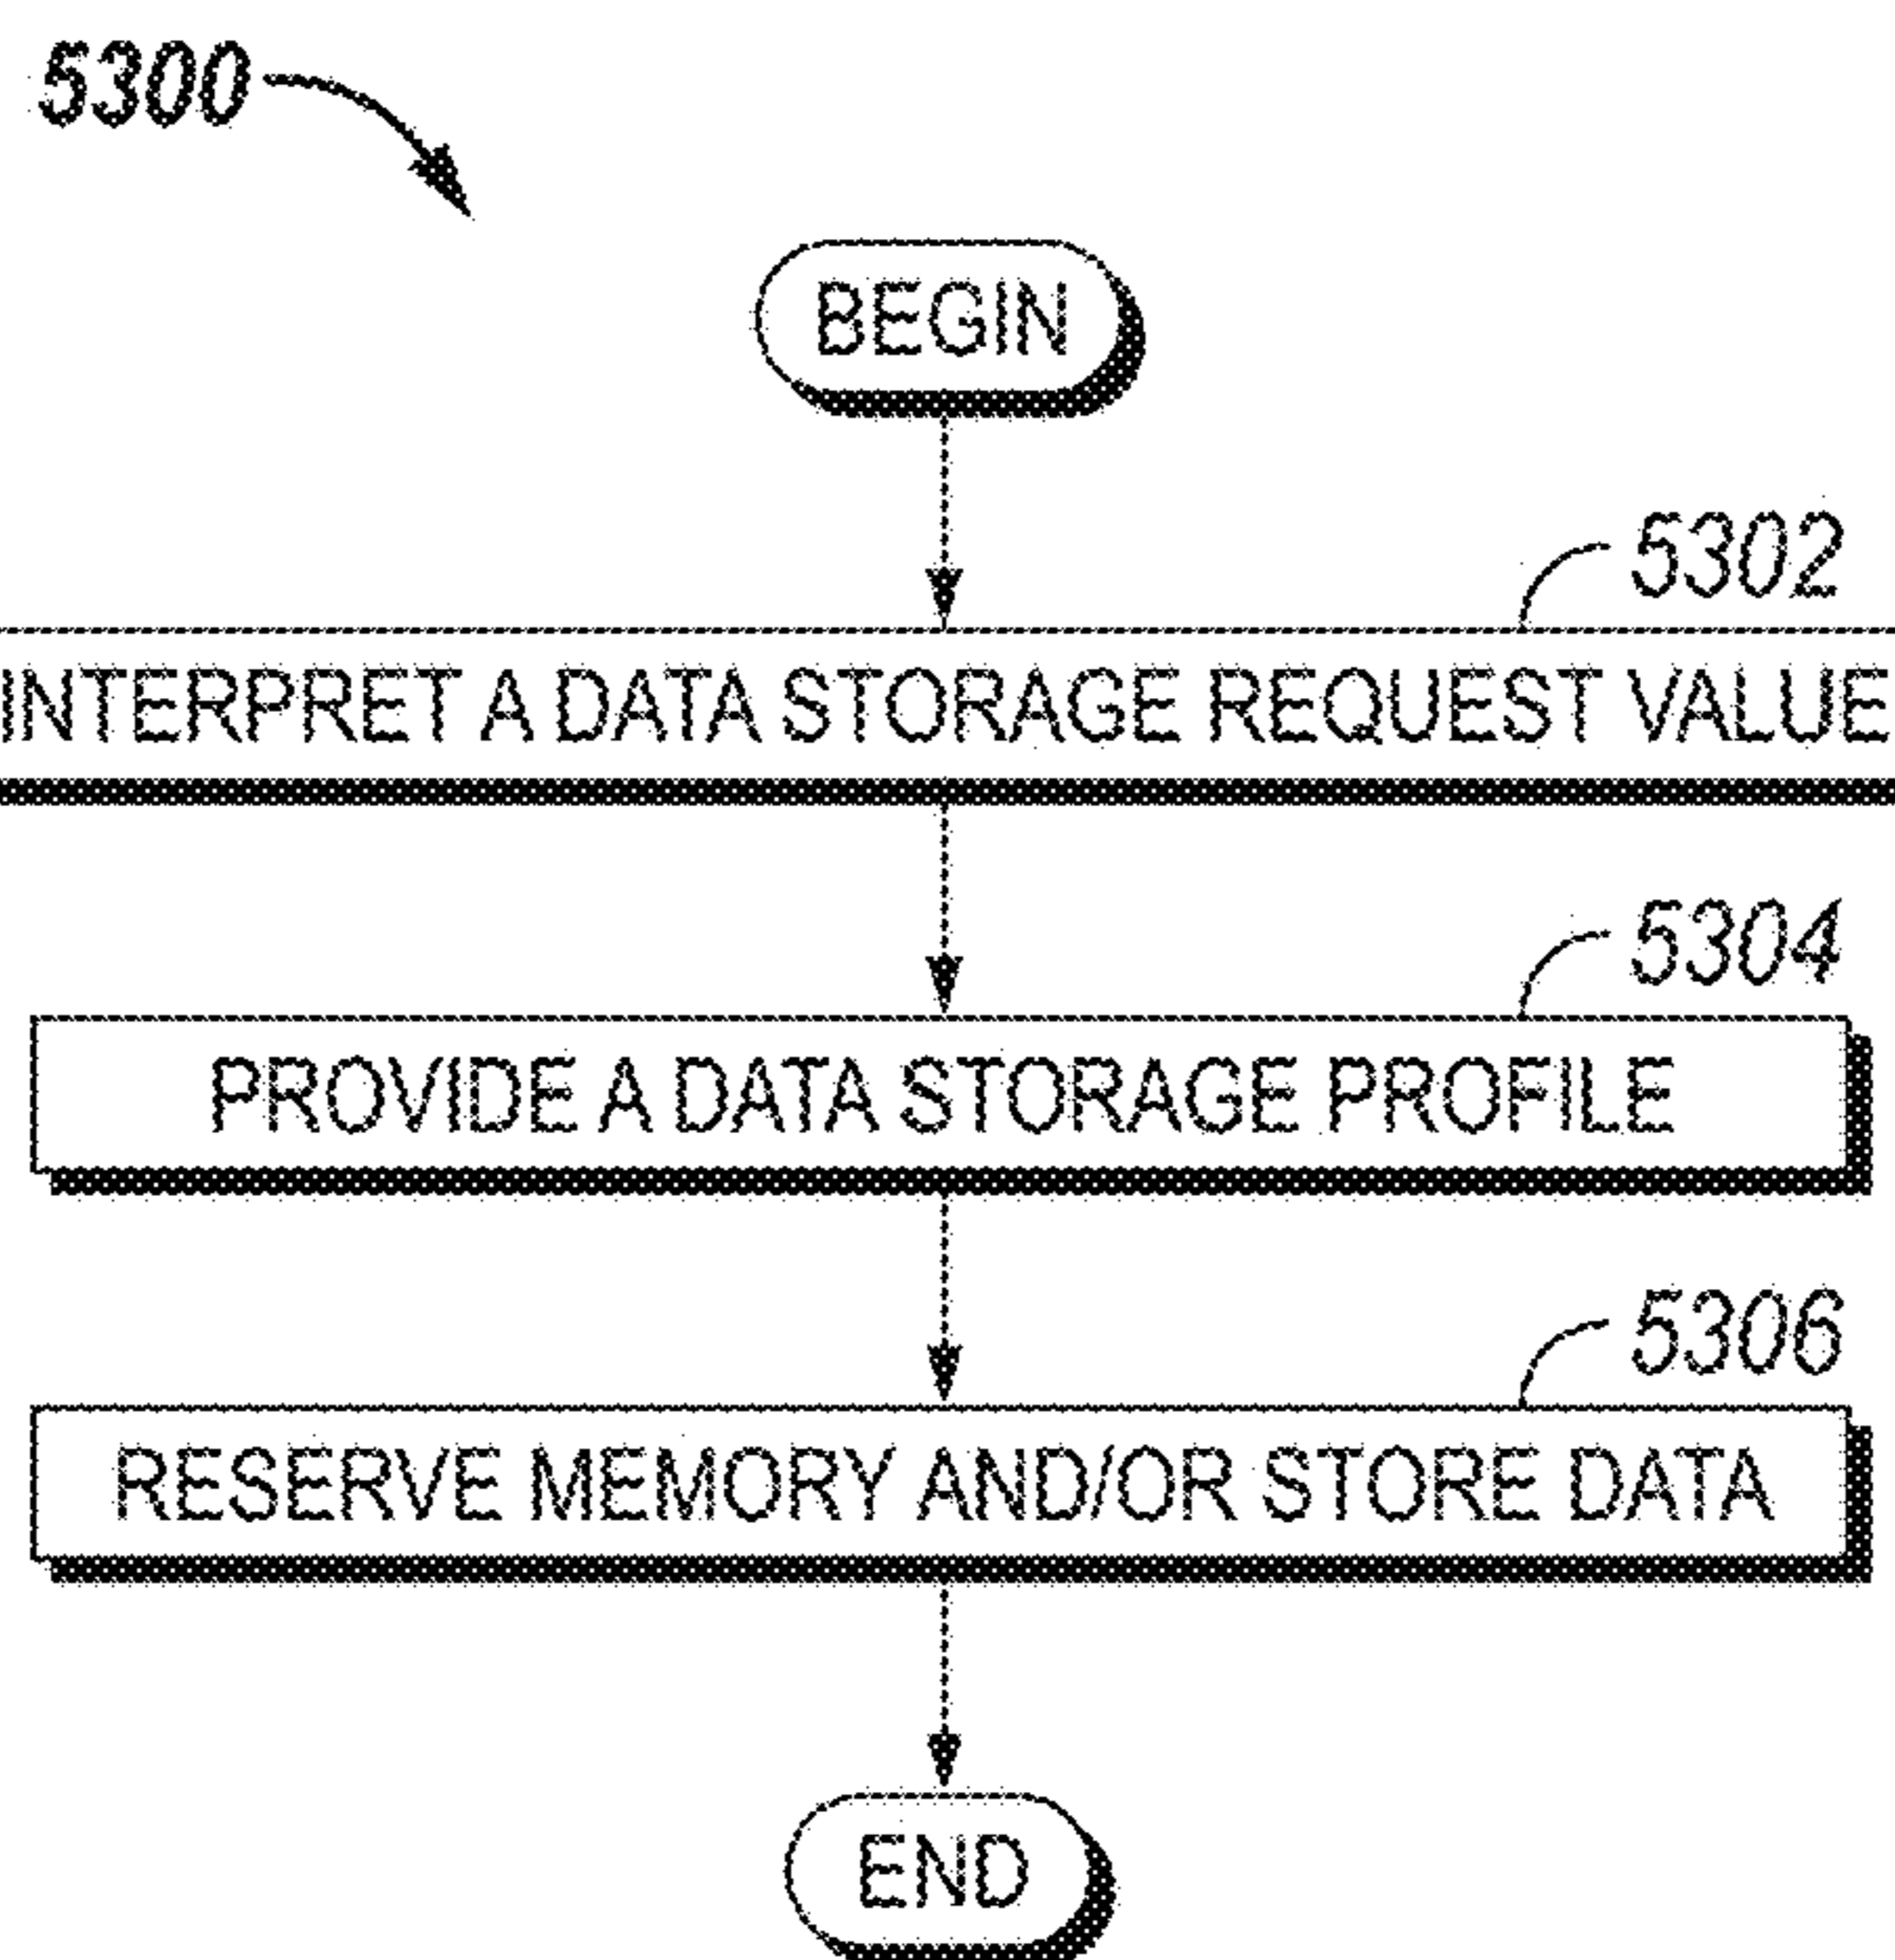 5300
BEGIN
5302
INTERPRET A DATA STORAGE REQUEST VALUE
5304
PROVIDE A DATA STORAGE PROFILE
5306
RESERVE MEMORY AND/OR STORE DATA
END